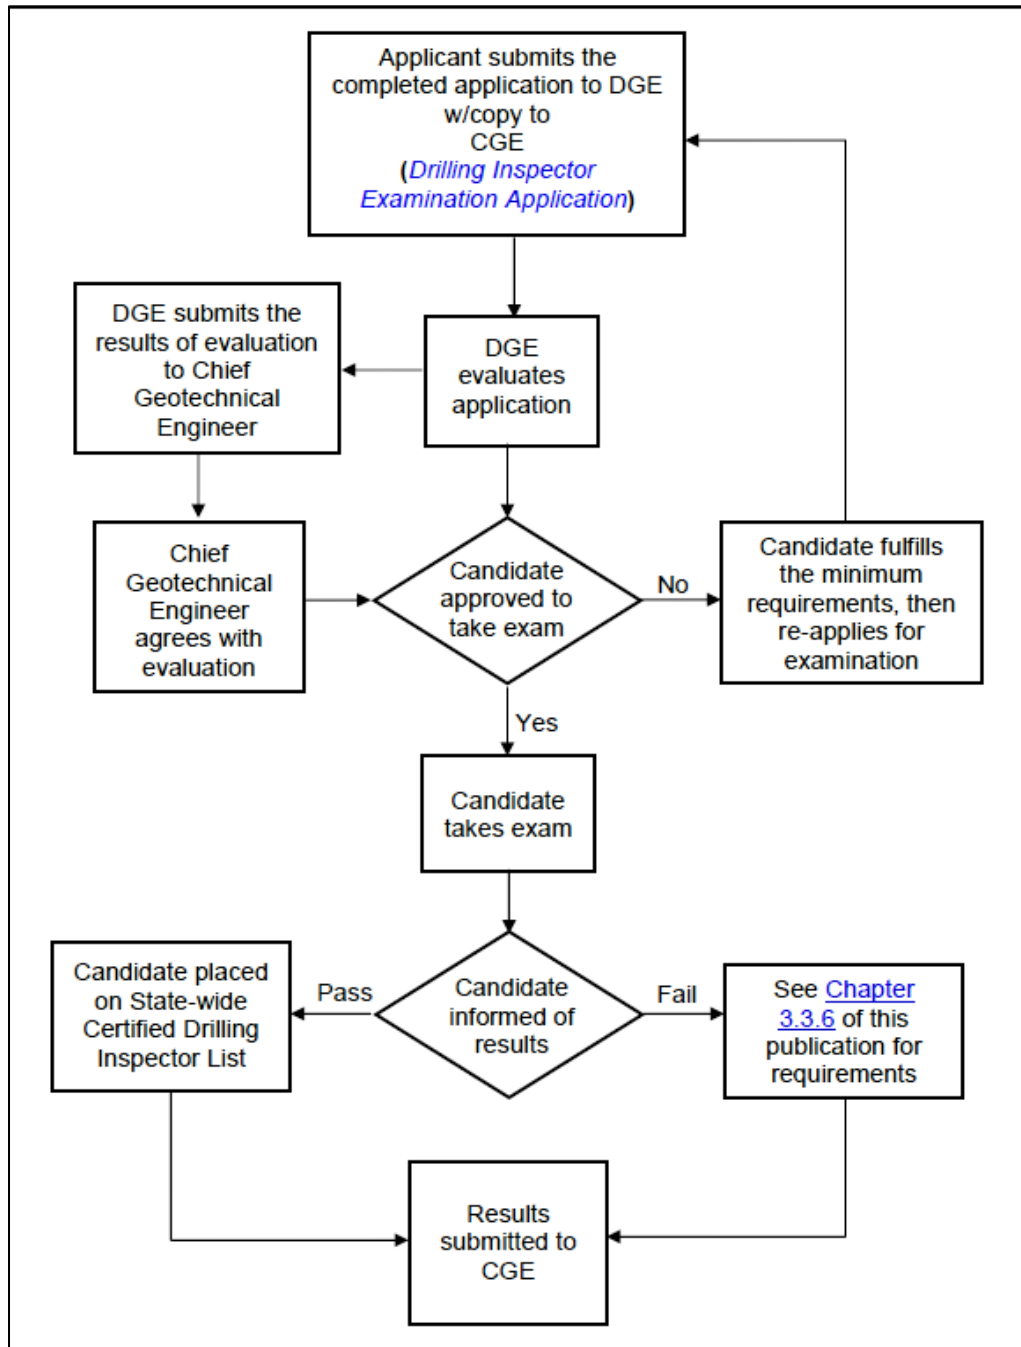 Applicant submits the
completed application to DGE
w/copy to
CGE
(Drilling Inspector
Examination Application)
DGE submits the
results of evaluation
to Chief
Geotechnical
Engineer
DGE
evaluates
application
Chief
Geotechnical
Engineer
agrees with
evaluation
Candidate
approved to
take exam
No
Candidate fulfills
the minimum
requirements, then
re-applies for
examination
Yes
Candidate
takes exam
Candidate placed
on State-wide
Certified Drilling
Inspector List
Pass
Candidate
informed of
results
Fail
See Chapter
3.3.6 of this
publication for
requirements
Results
submitted to
CGE